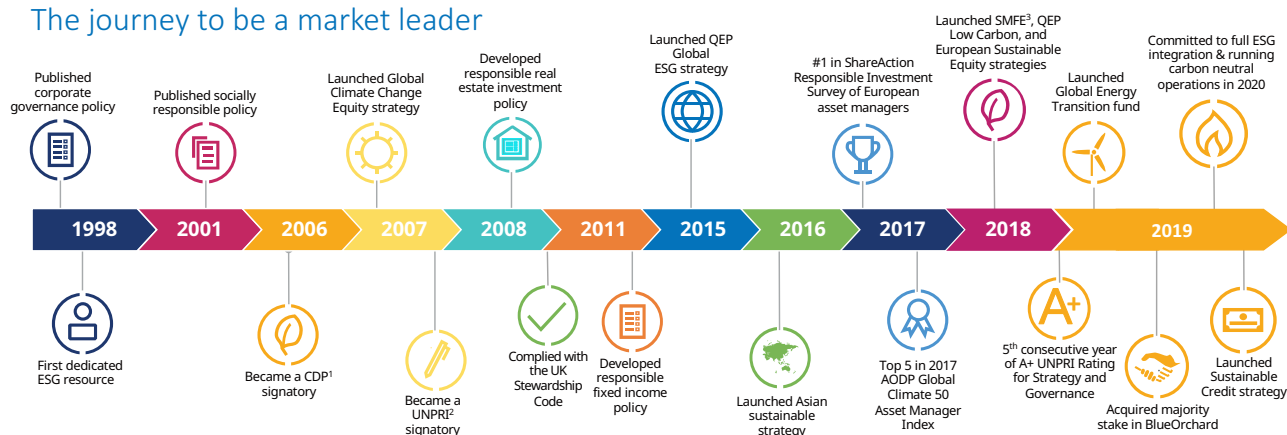 The journey to be a market leader
Published
corporate
governance policy
Published socially
responsible policy
Launched Global
Climate Change
Equity strategy
Developed
responsible real
estate investment
policy
Launched QEP
Global
ESG strategy
#1 in ShareAction
Responsible Investment
Survey of European
asset managers
Launched SMFE³, QEP
Low Carbon, and
European Sustainable
Equity strategies
Launched
Global Energy
Transition fund
Committed to full ESG
integration & running
carbon neutral
operations in 2020
1998
2001
2006
2007
2008
2011
2015
2016
2017
2018
2019
First dedicated
ESG resource
Became a CDP¹
signatory
Became a
UNPRI²
signatory
Complied with
the UK
Stewardship
Code
Developed
responsible
fixed income
policy
Launched Asian
sustainable
strategy
Top 5 in 2017
AODP Global
Climate 50
Asset Manager
Index
A+
5th consecutive year
of A+ UNPRI Rating
for Strategy and
Governance
Acquired majority
stake in BlueOrchard
Launched
Sustainable
Credit strategy